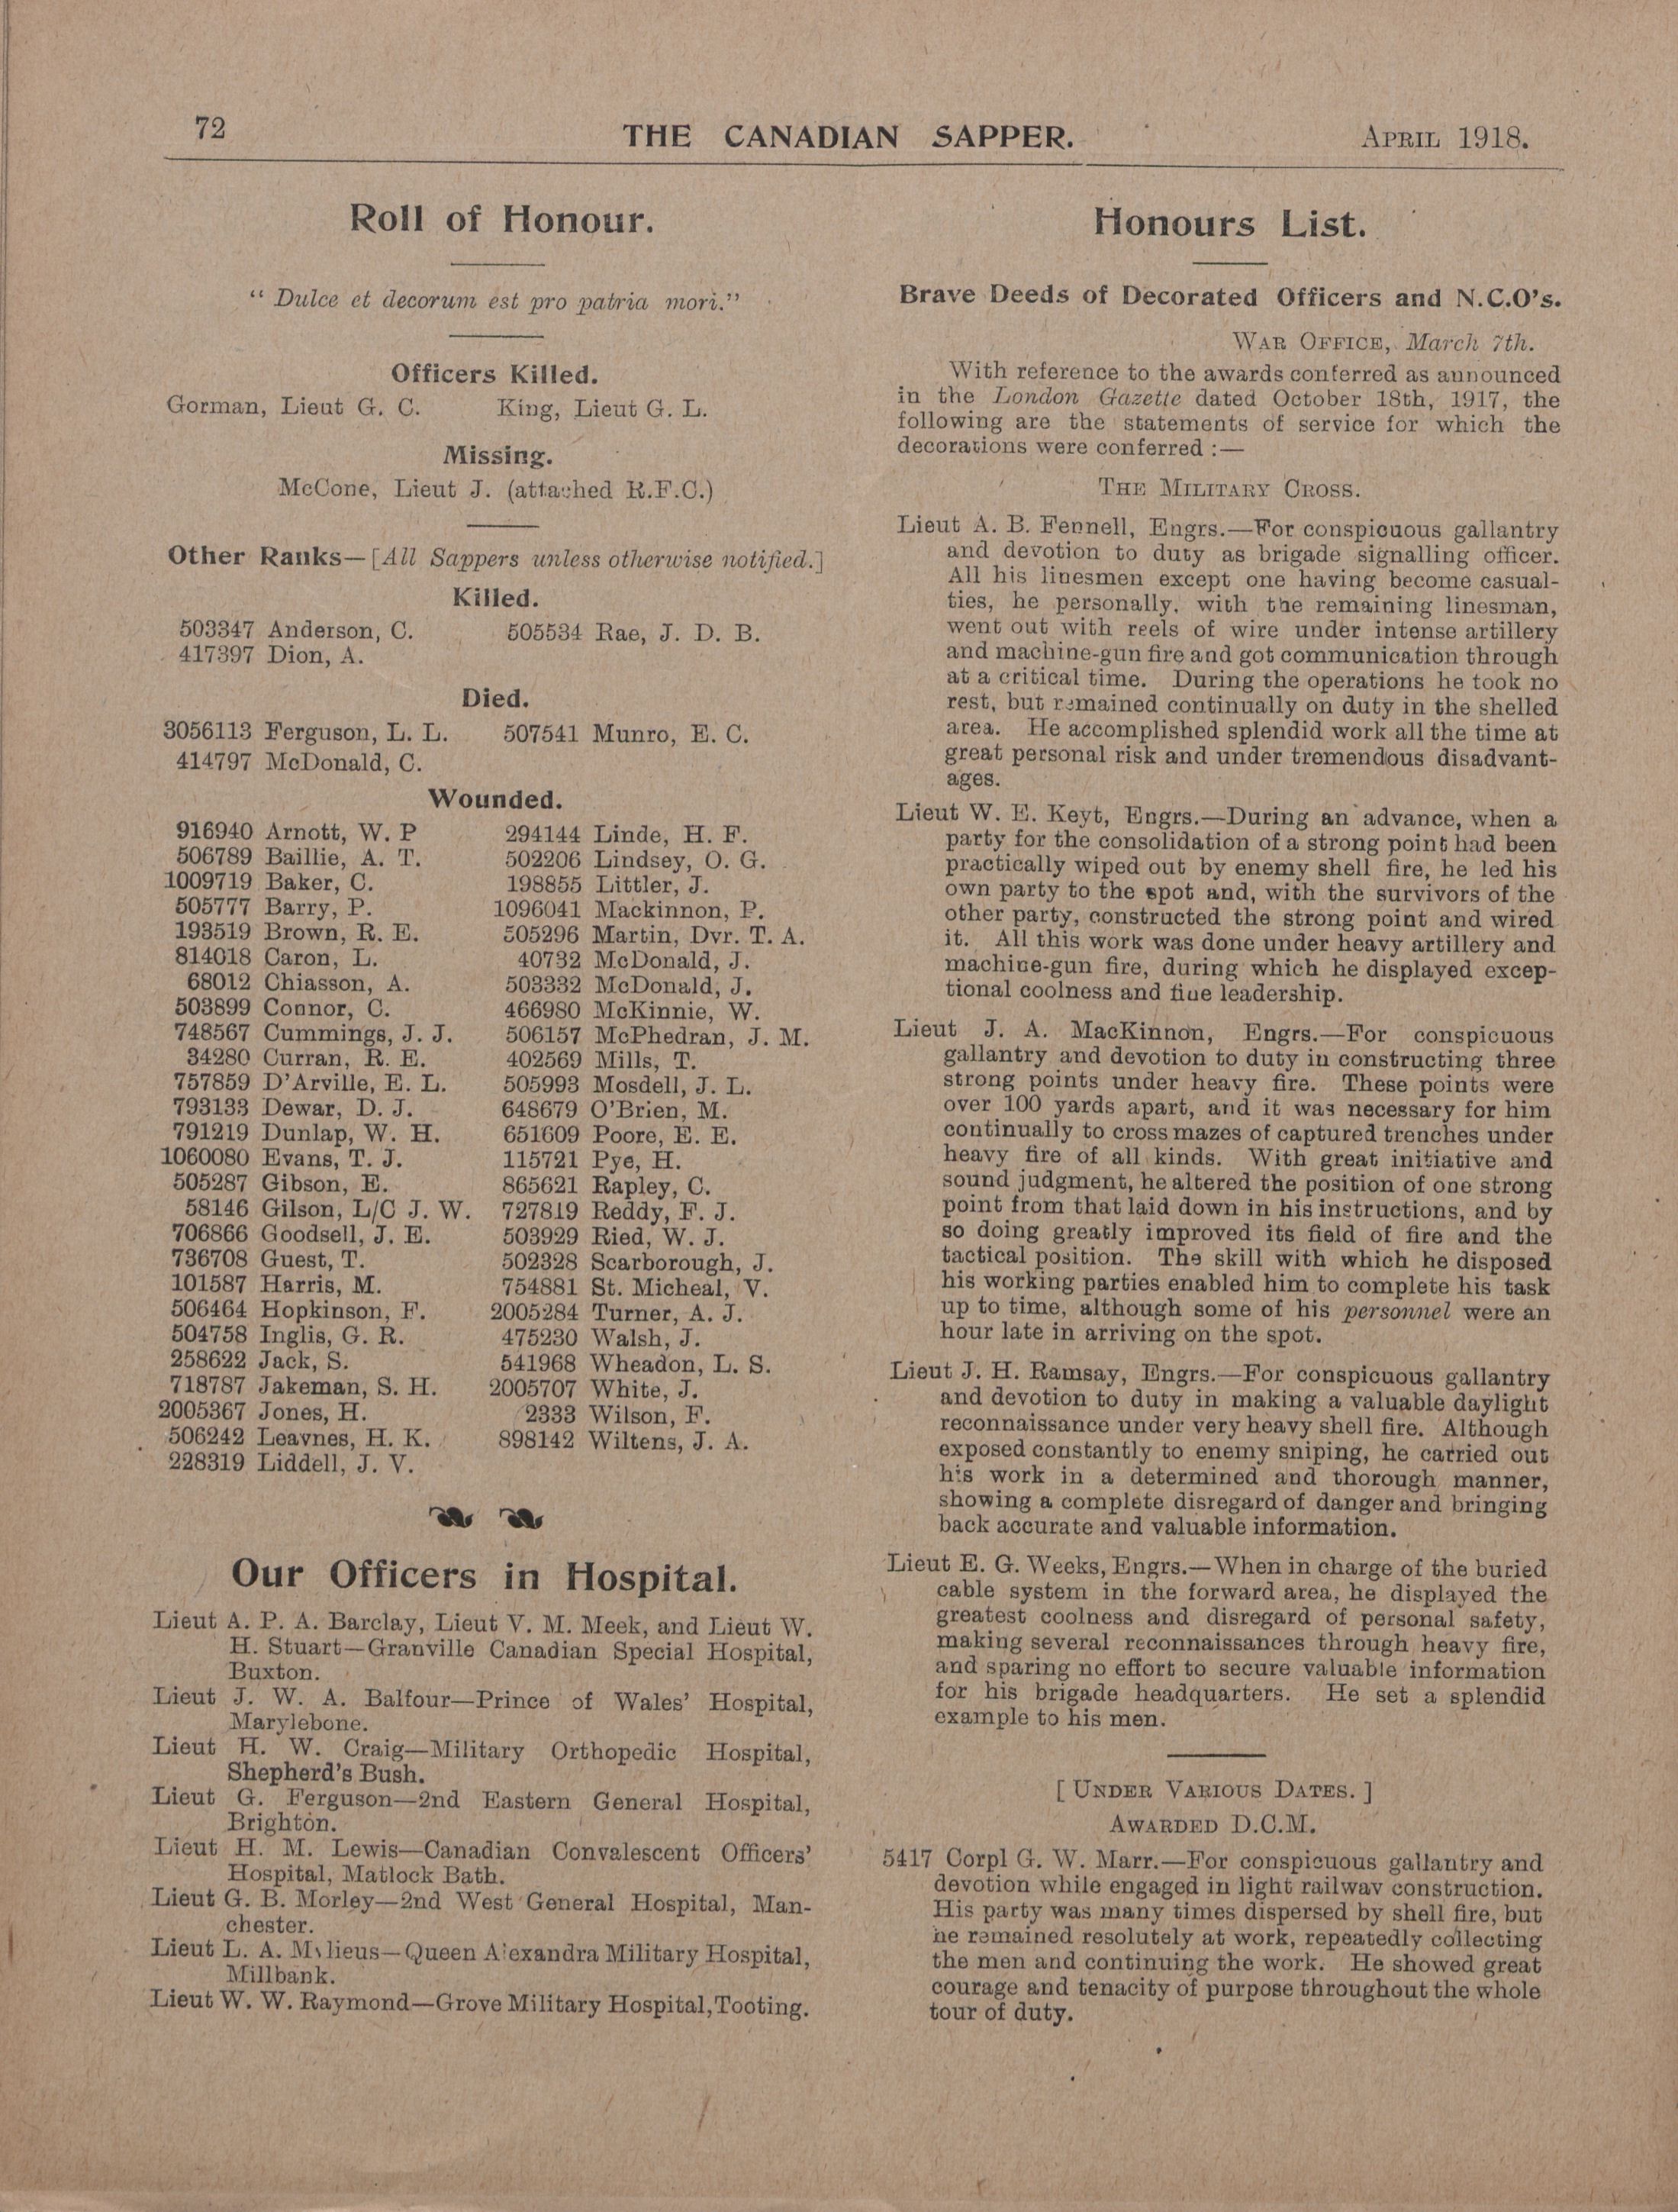 72
THE CANADIAN SAPPER.
APRIL 1918.
Roll of Honour.
“ Dulce et decorum est pro patria mori.”
Officers Killed.
Gorman, Lieut G. C. King, Lieut G. L.
Missing.
McCone, Lieut J. (attached R.F.C.)
Other Ranks—[All Sappers unless otherwise notified.]
Killed.
503347 Anderson, C. 505534 Rae, J. D. B.
417397 Dion, A.
Died.
3056113 Ferguson, L. L. 507541 Munro, E. C.
414797 McDonald, C.
Wounded.
916940 Arnott, W. P
506789 Baillie, A. T.
1009719 Baker, C.
505777 Barry, P.
193519 Brown, R. E.
814018 Caron, L.
68012 Chiasson, A.
503899 Connor, C.
748567 Cummings, J. J.
34280 Curran, R. E.
757859 D’Arville, E. L.
793133 Dewar, D. J.
791219 Dunlap, W. H.
1060080 Evans, T. J.
505287 Gibson, E.
58146 Gilson, L/C J. W.
706866 Goodsell, J. E.
736708 Guest, T.
101587 Harris, M.
506464 Hopkinson, F.
504758 Inglis, G. R.
258622 Jack, S.
718787 Jakeman, S. H.
2005367 Jones, H.
506242 Leavnes, H. K.
228319 Liddell, J. V.
294144 Linde, H. F.
502206 Lindsey, O. G.
198855 Littler, J.
1096041 Mackinnon, P.
505296 Martin, Dvr. T. A.
40732 McDonald, J.
503332 McDonald, J.
466980 McKinnie, W.
506157 McPhedran, J. M.
402569 Mills, T.
505993 Mosdell, J. L.
648679 O’Brien, M.
651609 Poore, E. E.
115721 Pye, H.
865621 Rapley, C.
727819 Reddy, F. J.
503929 Ried, W. J.
502328 Scarborough, J.
754881 St. Micheal, V.
2005284 Turner, A. J.
475230 Walsh, J.
541968 Wheadon, L. S.
2005707 White, J.
2333 Wilson, F.
898142 Wiltens, J. A.
Our Officers in Hospital.
Lieut A. P. A. Barclay, Lieut V. M. Meek, and Lieut W.
H. Stuart—Granville Canadian Special Hospital,
Buxton.
Lieut J. W. A. Balfour—Prince of Wales’ Hospital,
Marylebone.
Lieut H. W. Craig—Military Orthopedic Hospital,
Shepherd’s Bush.
Lieut G. Ferguson—2nd Eastern General Hospital,
Brighton.
Lieut H. M. Lewis—Canadian Convalescent Officers’
Hospital, Matlock Bath.
Lieut G. B. Morley—2nd West General Hospital, Man-
chester.
Lieut L. A. Mylieus—Queen Alexandra Military Hospital,
Millbank.
Lieut W. W. Raymond—Grove Military Hospital, Tooting.
Honours List.
Brave Deeds of Decorated Officers and N.C.O’s.
WAR OFFICE, March 7th.
With reference to the awards conferred as announced
in the London Gazette dated October 18th, 1917, the
following are the statements of service for which the
decorations were conferred :—
THE MILITARY CROSS.
Lieut A. B. Fennell, Engrs.—For conspicuous gallantry
and devotion to duty as brigade signalling officer.
All his linesmen except one having become casual-
ties, he personally, with the remaining linesman,
went out with reels of wire under intense artillery
and machine-gun fire and got communication through
at a critical time. During the operations he took no
rest, but remained continually on duty in the shelled
area. He accomplished splendid work all the time at
great personal risk and under tremendous disadvant-
ages.
Lieut W. E. Keyt, Engrs.—During an advance, when a
party for the consolidation of a strong point had been
practically wiped out by enemy shell fire, he led his
own party to the spot and, with the survivors of the
other party, constructed the strong point and wired
it. All this work was done under heavy artillery and
machine-gun fire, during which he displayed excep-
tional coolness and fine leadership.
Lieut J. A. MacKinnon, Engrs.—For conspicuous
gallantry and devotion to duty in constructing three
strong points under heavy fire. These points were
over 100 yards apart, and it was necessary for him
continually to cross mazes of captured trenches under
heavy fire of all kinds. With great initiative and
sound judgment, he altered the position of one strong
point from that laid down in his instructions, and by
so doing greatly improved its field of fire and the
tactical position. The skill with which he disposed
his working parties enabled him to complete his task
up to time, although some of his personnel were an
hour late in arriving on the spot.
Lieut J. H. Ramsay, Engrs.—For conspicuous gallantry
and devotion to duty in making a valuable daylight
reconnaissance under very heavy shell fire. Although
exposed constantly to enemy sniping, he carried out
his work in a determined and thorough manner,
showing a complete disregard of danger and bringing
back accurate and valuable information.
Lieut E. G. Weeks, Engrs.—When in charge of the buried
cable system in the forward area, he displayed the
greatest coolness and disregard of personal safety,
making several reconnaissances through heavy fire,
and sparing no effort to secure valuable information
for his brigade headquarters. He set a splendid
example to his men.
[ UNDER VARIOUS DATES. ]
AWARDED D.C.M.
5417 Corpl G. W. Marr.—For conspicuous gallantry and
devotion while engaged in light railway construction.
His party was many times dispersed by shell fire, but
he remained resolutely at work, repeatedly collecting
the men and continuing the work. He showed great
courage and tenacity of purpose throughout the whole
tour of duty.